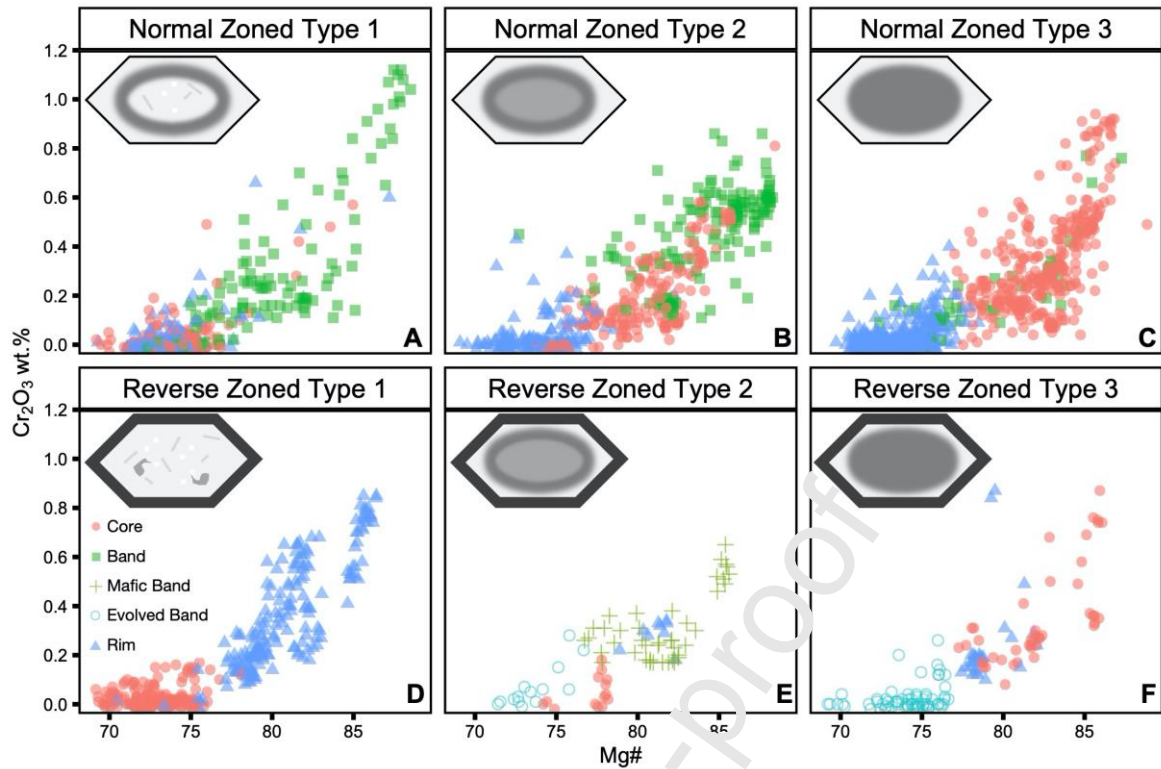 Normal Zoned Type 1 Normal Zoned Type 2 Normal Zoned Type 3
1.2
1.0
0.8
0.6
0.4
0.2
0.0
A B C
Reverse Zoned Type 1 Reverse Zoned Type 2 Reverse Zoned Type 3
Cr₂O₃ wt.%
1.2
1.0
0.8
0.6
0.4
0.2
0.0
Core
Band
Mafic Band
Evolved Band
Rim
D E F
70 75 80 85 70 75 80 85 70 75 80 85
Mg#
-proof